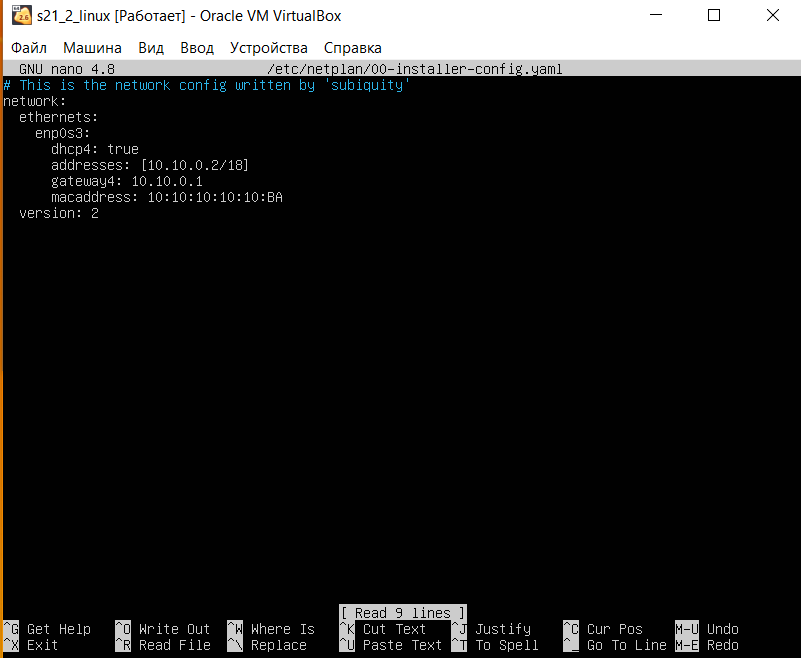 s21_2_linux [Работает] - Oracle VM VirtualBox
Файл Машина Вид Ввод Устройства Справка
GNU nano 4.8 /etc/netplan/00-installer-config.yaml
# This is the network config written by 'subiquity'
network:
  ethernets:
    enp0s3:
      dhcp4: true
      addresses: [10.10.0.2/18]
      gateway4: 10.10.0.1
      macaddress: 10:10:10:10:10:BA
  version: 2
[ Read 9 lines ]
^G Get Help ^O Write Out ^W Where Is ^K Cut Text ^J Justify ^C Cur Pos M-U Undo
^X Exit ^R Read File ^\ Replace ^U Paste Text ^T To Spell ^_ Go To Line M-E Redo